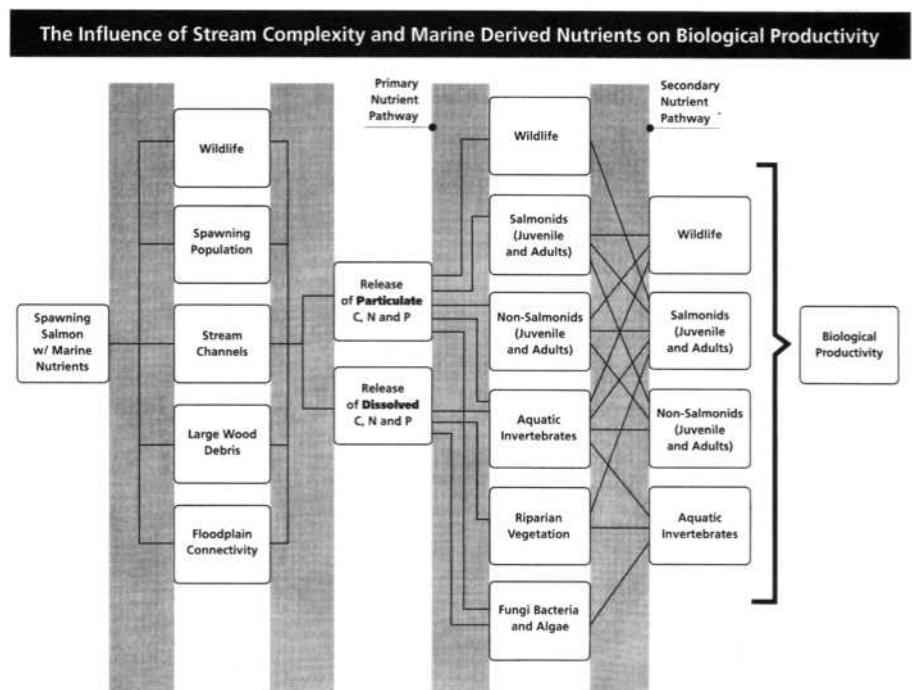 The Influence of Stream Complexity and Marine Derived Nutrients on Biological Productivity
Primary
Nutrient
Pathway
Secondary
Nutrient
Pathway
Spawning
Salmon
w/ Marine
Nutrients
Wildlife
Spawning
Population
Stream
Channels
Large Wood
Debris
Floodplain
Connectivity
Release
of Particulate
C, N and P
Release
of Dissolved
C, N and P
Wildlife
Salmonids
(Juvenile
and Adults)
Non-Salmonids
(Juvenile
and Adults)
Aquatic
Invertebrates
Riparian
Vegetation
Fungi Bacteria
and Algae
Wildlife
Salmonids
(Juvenile
and Adults)
Non-Salmonids
(Juvenile
and Adults)
Aquatic
Invertebrates
Biological
Productivity